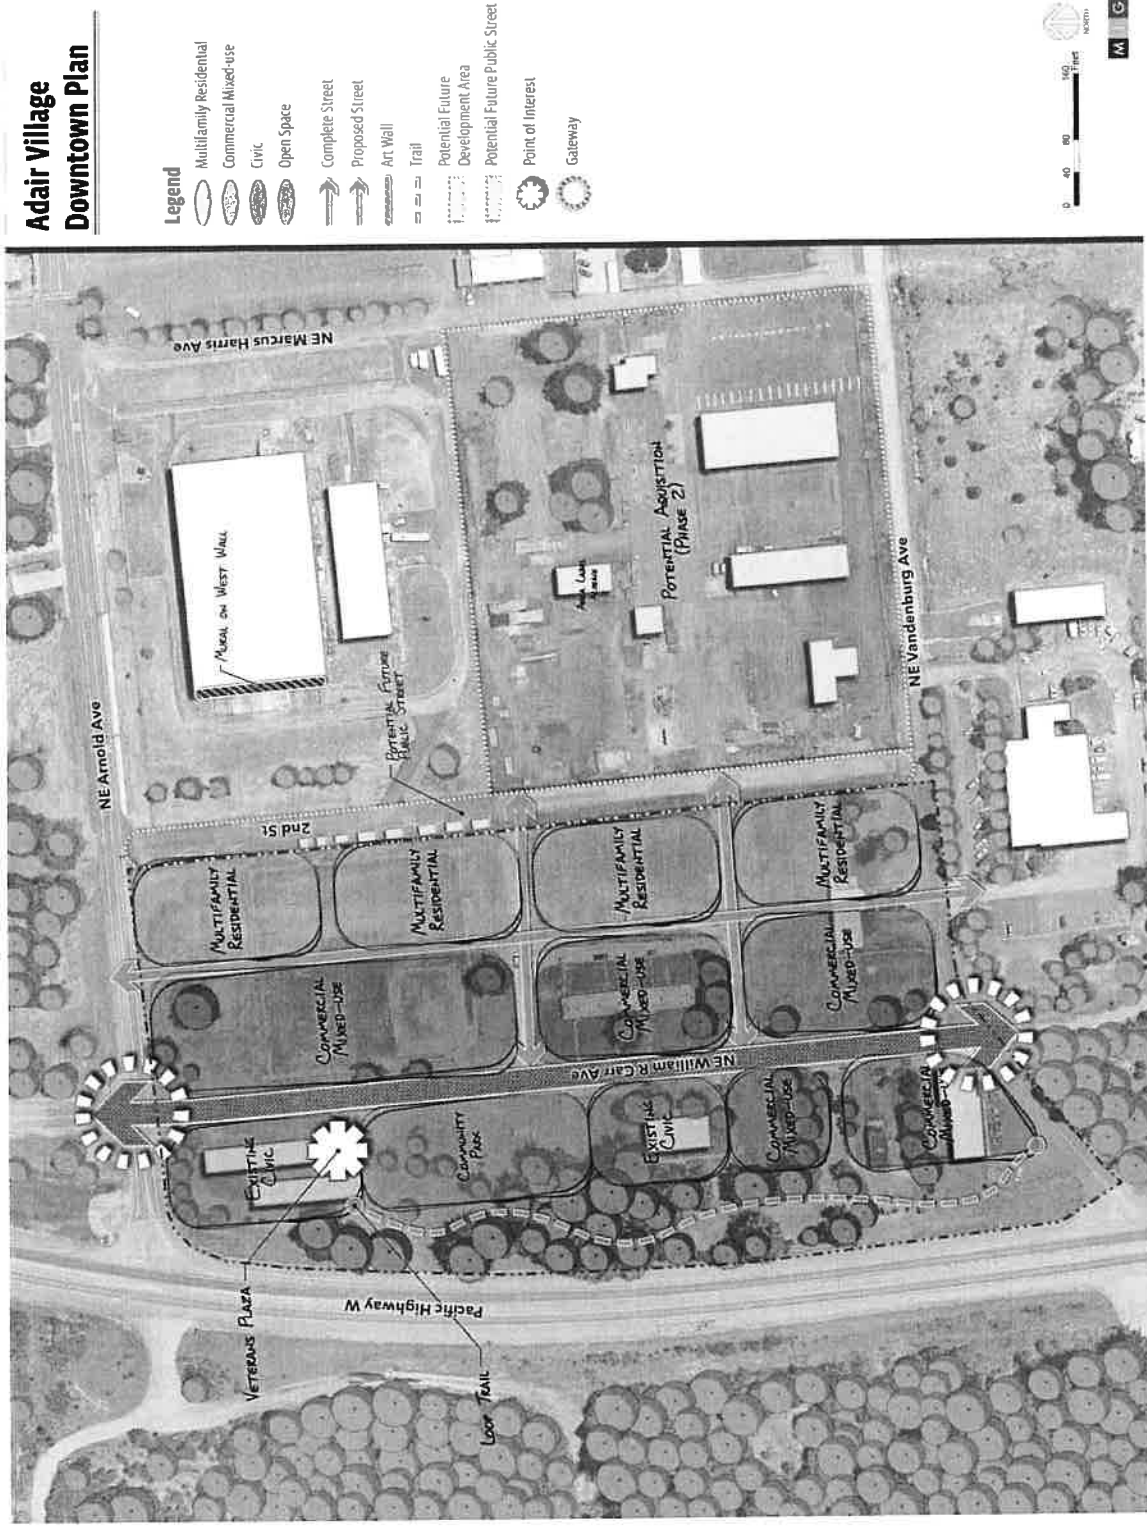 Adair Village
Downtown Plan
Legend
Multifamily Residential
Commercial Mixed-use
Civic
Open Space
Complete Street
Proposed Street
Art Wall
Trail
Potential Future
Development Area
Potential Future Public Street
Point of Interest
Gateway
0 40 80 160
Feet
NORTH
M I G
NE Arnold Ave
NE Marcus Harris Ave
MURAL ON WEST WALL
POTENTIAL FUTURE
PUBLIC STREET
2nd St
POTENTIAL AQUISITION
(PHASE 2)
NE Vandenburg Ave
MULTIFAMILY
RESIDENTIAL
MULTIFAMILY
RESIDENTIAL
MULTIFAMILY
RESIDENTIAL
MULTIFAMILY
RESIDENTIAL
COMMERCIAL
MIXED-USE
COMMERCIAL
MIXED-USE
COMMERCIAL
MIXED-USE
NE William R Carr Ave
EXISTING
CIVIC
COMMUNITY
PARK
EXISTING
CIVIC
COMMERCIAL
MIXED-USE
COMMERCIAL
MIXED-USE
VETERANS PLAZA
Pacific Highway W
LOOP TRAIL